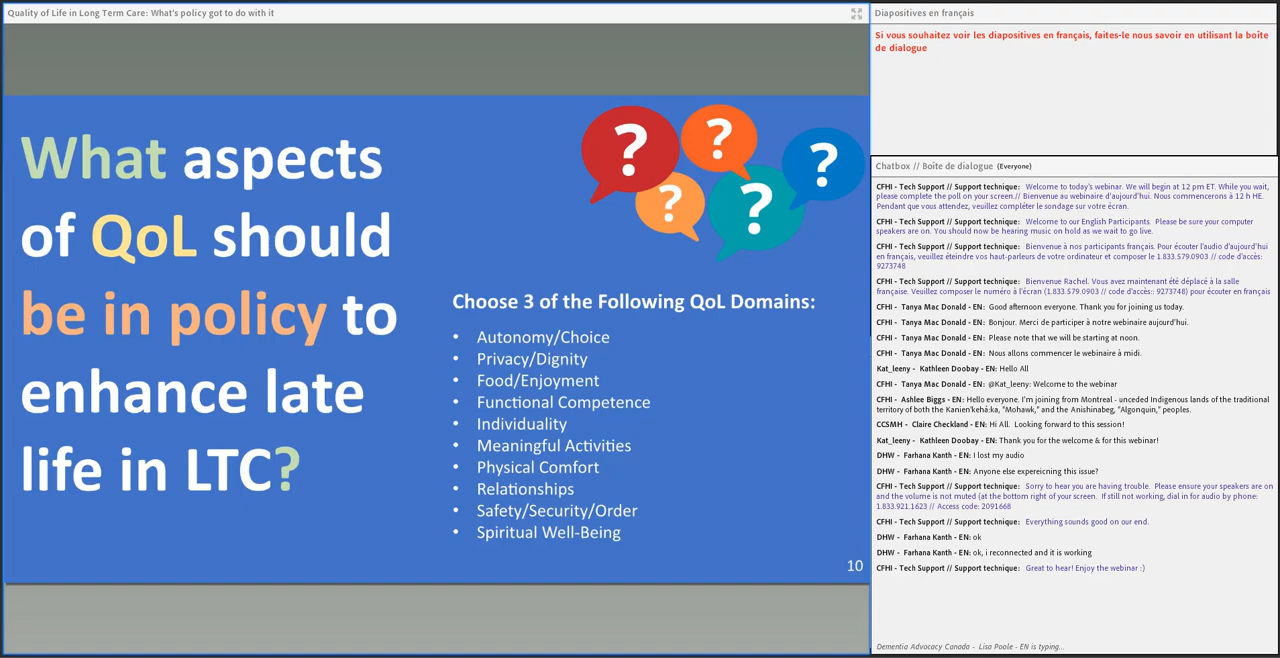 Quality of Life in Long Term Care: What's policy got to do with it
What aspects
of QoL should
be in policy to
enhance late
life in LTC?
? ? ? ? ?
Choose 3 of the Following QoL Domains:
• Autonomy/Choice
• Privacy/Dignity
• Food/Enjoyment
• Functional Competence
• Individuality
• Meaningful Activities
• Physical Comfort
• Relationships
• Safety/Security/Order
• Spiritual Well-Being
10
Diapositives en français
Si vous souhaitez voir les diapositives en français, faites-le nous savoir en utilisant la boîte
de dialogue
Chatbox // Boîte de dialogue (Everyone)
CFHI - Tech Support // Support technique: Welcome to today's webinar. We will begin at 12 pm ET. While you wait,
please complete the poll on your screen.// Bienvenue au webinaire d'aujourd'hui. Nous commencerons à 12 h HE.
Pendant que vous attendez, veuillez compléter le sondage sur votre écran.
CFHI - Tech Support // Support technique: Welcome to our English Participants. Please be sure your computer
speakers are on. You should now be hearing music on hold as we wait to go live.
CFHI - Tech Support // Support technique: Bienvenue à nos participants français. Pour écouter l'audio d'aujourd'hui
en français, veuillez éteindre vos haut-parleurs de votre ordinateur et composer le 1.833.579.0903 // code d'accès:
9273748
CFHI - Tech Support // Support technique: Bienvenue Rachel. Vous avez maintenant été déplacé à la salle
française. Veuillez composer le numéro à l'écran (1.833.579.0903 // code d'accès:: 9273748) pour écouter en français
CFHI - Tanya Mac Donald - EN: Good afternoon everyone. Thank you for joining us today.
CFHI - Tanya Mac Donald - EN: Bonjour. Merci de participer à notre webinaire aujourd'hui.
CFHI - Tanya Mac Donald - EN: Please note that we will be starting at noon.
CFHI - Tanya Mac Donald - EN: Nous allons commencer le webinaire à midi.
Kat_leeny - Kathleen Doobay - EN: Hello All
CFHI - Tanya Mac Donald - EN: @Kat_leeny: Welcome to the webinar
CFHI - Ashlee Biggs - EN: Hello everyone. I'm joining from Montreal - unceded Indigenous lands of the traditional
territory of both the Kanien'kehá:ka, "Mohawk," and the Anishinabeg, "Algonquin," peoples.
CCSMH - Claire Checkland - EN: Hi All. Looking forward to this session!
Kat_leeny - Kathleen Doobay - EN: Thank you for the welcome & for this webinar!
DHW - Farhana Kanth - EN: I lost my audio
DHW - Farhana Kanth - EN: Anyone else expereicning this issue?
CFHI - Tech Support // Support technique: Sorry to hear you are having trouble. Please ensure your speakers are on
and the volume is not muted (at the bottom right of your screen. If still not working, dial in for audio by phone:
1.833.921.1623 // Access code: 2091668
CFHI - Tech Support // Support technique: Everything sounds good on our end.
DHW - Farhana Kanth - EN: ok
DHW - Farhana Kanth - EN: ok, i reconnected and it is working
CFHI - Tech Support // Support technique: Great to hear! Enjoy the webinar :)
Dementia Advocacy Canada - Lisa Poole - EN is typing...